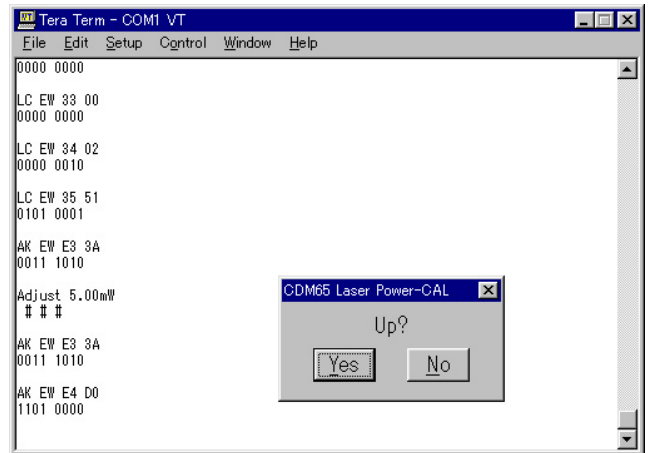 Tera Term - COM1 VT
File Edit Setup Control Window Help
0000 0000
LC EW 33 00
0000 0000
LC EW 34 02
0000 0010
LC EW 35 51
0101 0001
AK EW E3 3A
0011 1010
Adjust 5.00mW
# # #
AK EW E3 3A
0011 1010
AK EW E4 D0
1101 0000
CDM65 Laser Power-CAL
Up?
Yes No